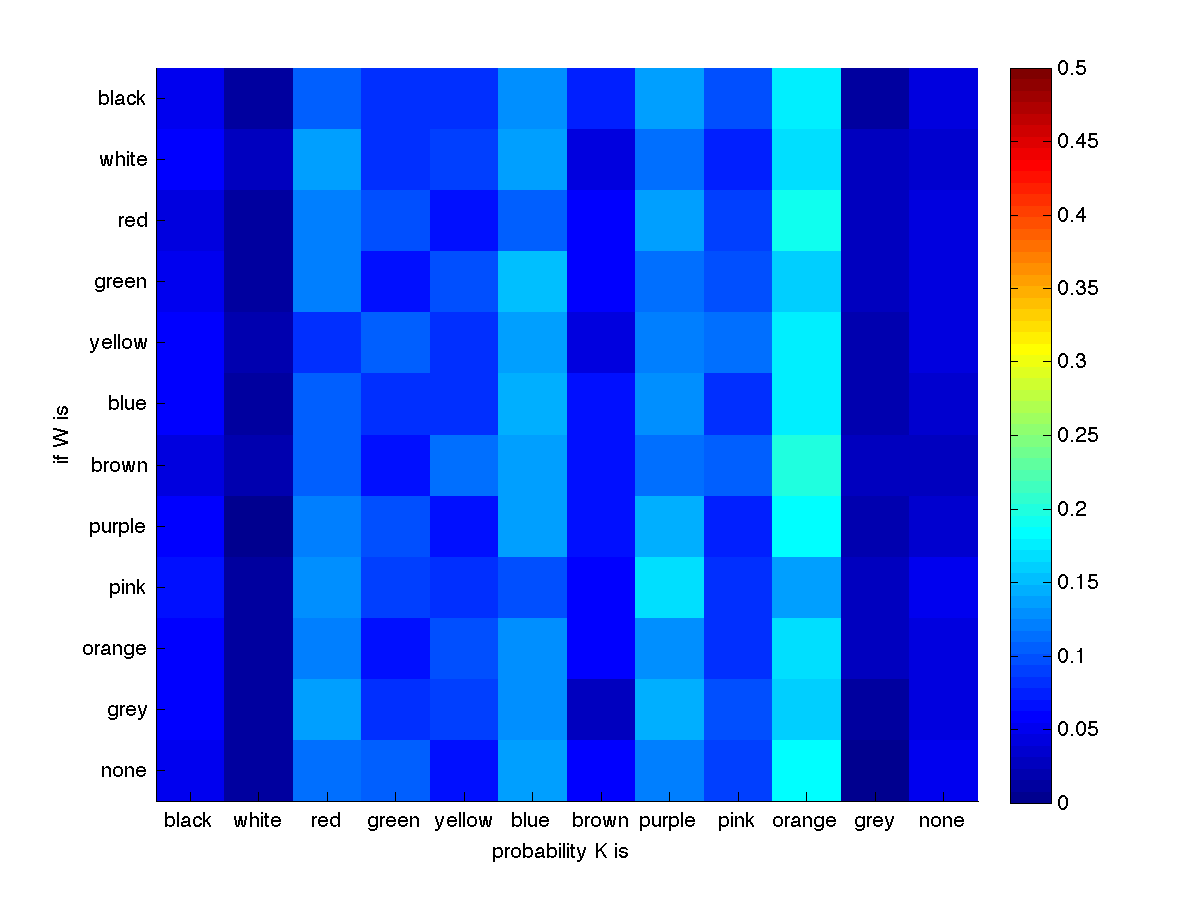 black
white
red
green
yellow
blue
brown
purple
pink
orange
grey
none
if W is
black white red green yellow blue brown purple pink orange grey none
probability K is
0.5
0.45
0.4
0.35
0.3
0.25
0.2
0.15
0.1
0.05
0